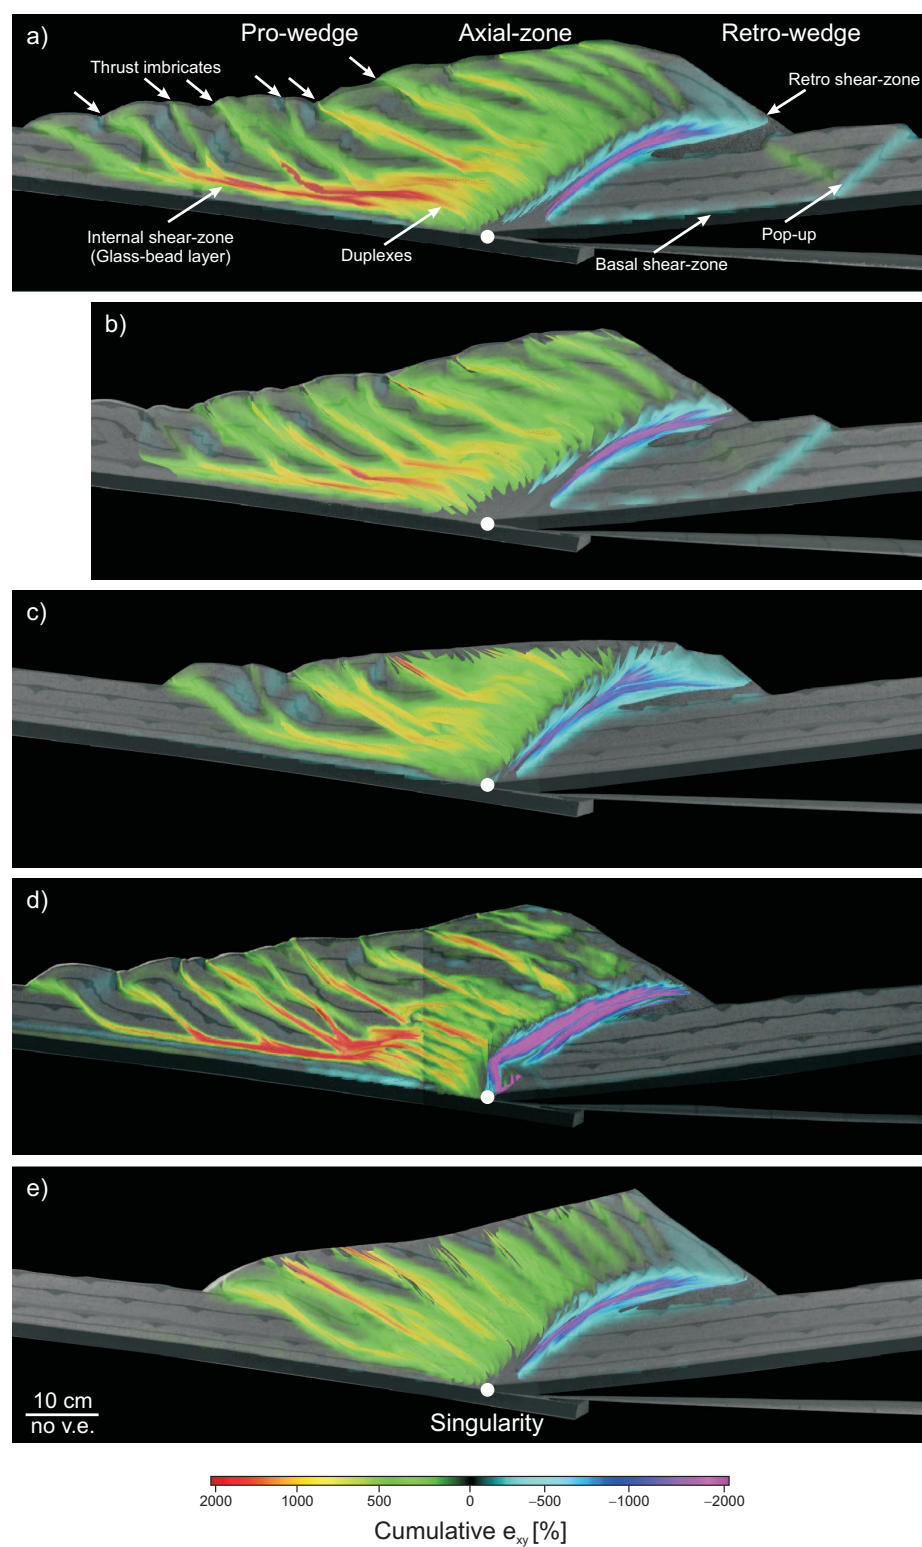 a)
Pro-wedge
Axial-zone
Retro-wedge
Thrust imbricates
Retro shear-zone
Internal shear-zone
(Glass-bead layer)
Duplexes
Pop-up
Basal shear-zone
b)
c)
d)
e)
10 cm
no v.e.
Singularity
2000 1000 500 0 −500 −1000 −2000
Cumulative exy [%]